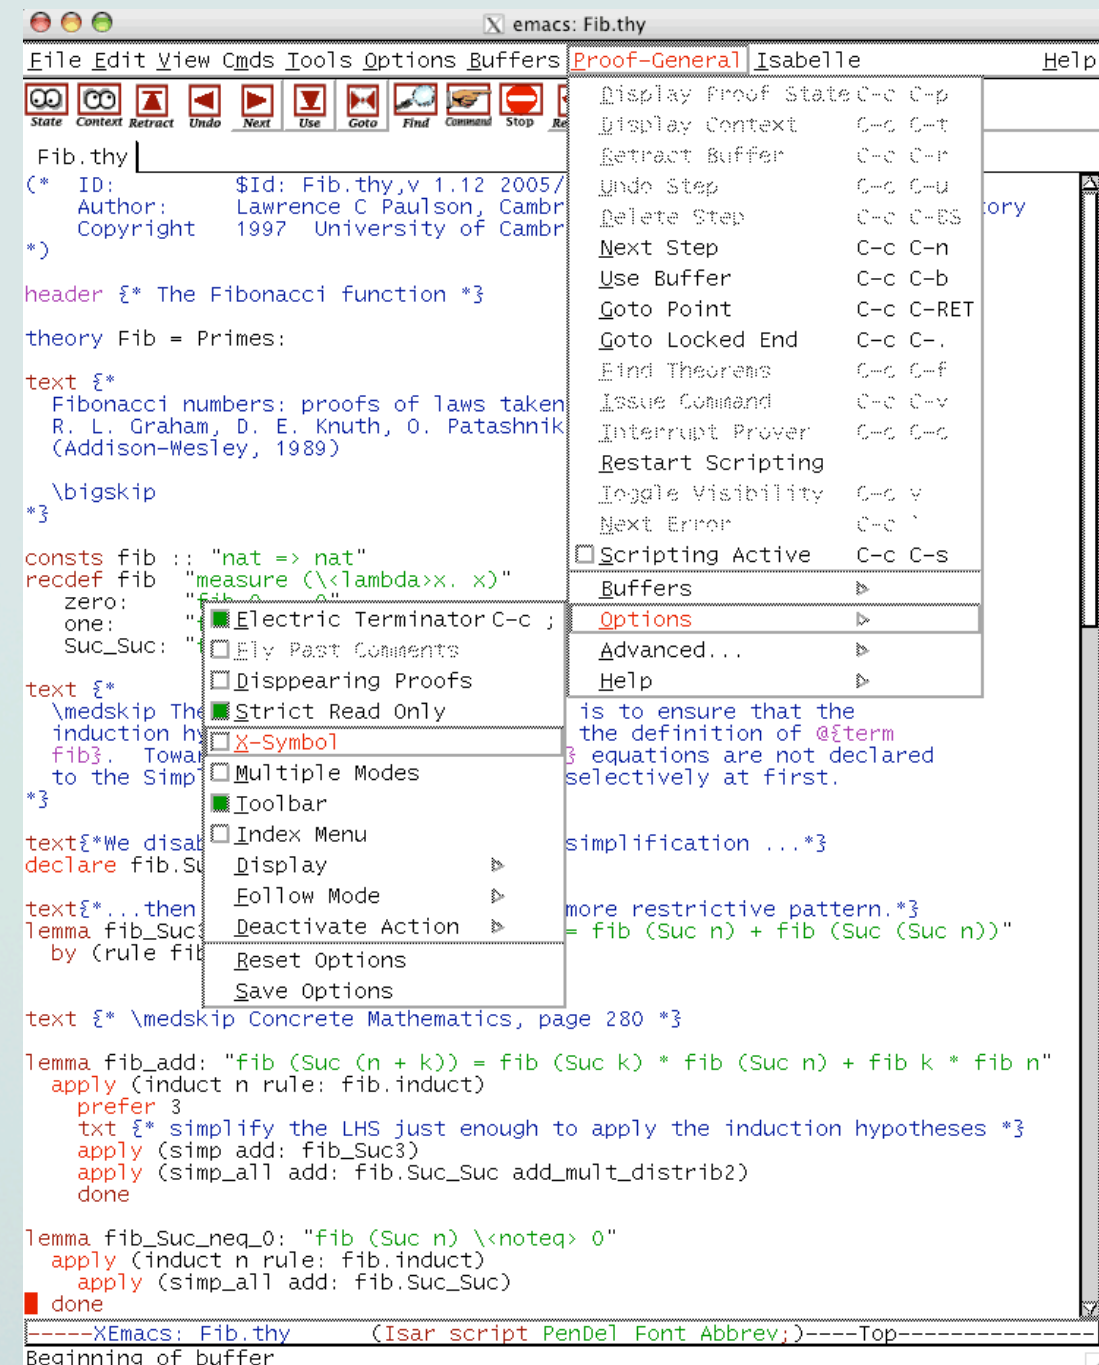 emacs: Fib.thy
File Edit View Cmds Tools Options Buffers Proof-General Isabelle Help
State Context Retract Undo Next Use Goto Find Command Stop Re
Fib.thy
(*  ID:         $Id: Fib.thy,v 1.12 2005/
    Author:     Lawrence C Paulson, Cambr ory
    Copyright   1997  University of Cambr
*)
header {* The Fibonacci function *}
theory Fib = Primes:
text {*
  Fibonacci numbers: proofs of laws taken
  R. L. Graham, D. E. Knuth, O. Patashnik
  (Addison-Wesley, 1989)
  \bigskip
*}
consts fib :: "nat => nat"
recdef fib  "measure (\<lambda>x. x)"
   zero:    "fib 0 = 0"
   one:     "f
   Suc_Suc: "f
text {*
  \medskip The is to ensure that the
  induction hy the definition of @{term
  fib}.  Towar } equations are not declared
  to the Simp selectively at first.
*}
text{*We disab simplification ...*}
declare fib.Su
text{*...then more restrictive pattern.*}
lemma fib_Suc3 = fib (Suc n) + fib (Suc (Suc n))"
  by (rule fib
text {* \medskip Concrete Mathematics, page 280 *}
lemma fib_add: "fib (Suc (n + k)) = fib (Suc k) * fib (Suc n) + fib k * fib n"
  apply (induct n rule: fib.induct)
    prefer 3
    txt {* simplify the LHS just enough to apply the induction hypotheses *}
    apply (simp add: fib_Suc3)
    apply (simp_all add: fib.Suc_Suc add_mult_distrib2)
    done
lemma fib_Suc_neq_0: "fib (Suc n) \<noteq> 0"
  apply (induct n rule: fib.induct)
    apply (simp_all add: fib.Suc_Suc)
  done
-----XEmacs: Fib.thy      (Isar script PenDel Font Abbrev;)----Top---------------
Beginning of buffer
Display Proof State C-c C-p
Display Context C-c C-t
Retract Buffer C-c C-r
Undo Step C-c C-u
Delete Step C-c C-BS
Next Step C-c C-n
Use Buffer C-c C-b
Goto Point C-c C-RET
Goto Locked End C-c C-.
Find Theorems C-c C-f
Issue Command C-c C-v
Interrupt Prover C-c C-c
Restart Scripting
Toggle Visibility C-c v
Next Error C-c `
Scripting Active C-c C-s
Buffers
Options
Advanced...
Help
Electric Terminator C-c ;
Fly Past Comments
Disppearing Proofs
Strict Read Only
X-Symbol
Multiple Modes
Toolbar
Index Menu
Display
Follow Mode
Deactivate Action
Reset Options
Save Options